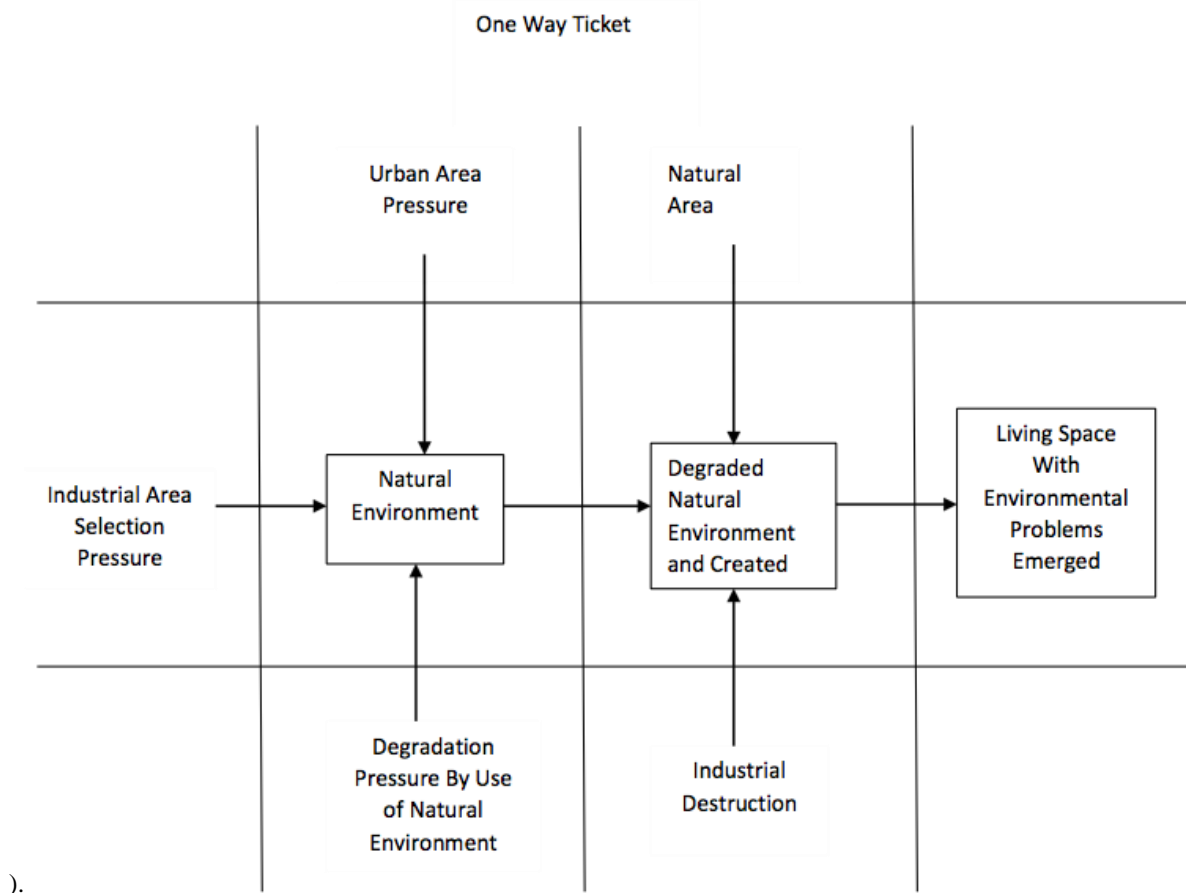 One Way Ticket
Urban Area
Pressure
Natural
Area
Industrial Area
Selection
Pressure
Natural
Environment
Degraded
Natural
Environment
and Created
Living Space
With
Environmental
Problems
Emerged
Degradation
Pressure By Use
of Natural
Environment
Industrial
Destruction
).